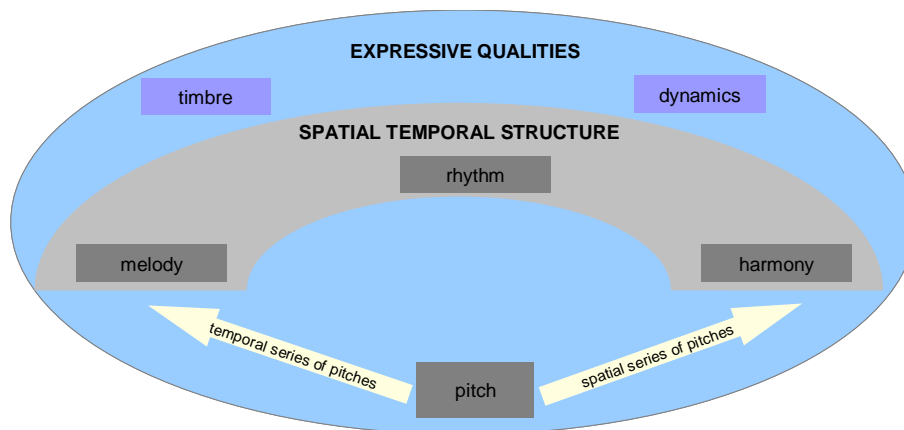 EXPRESSIVE QUALITIES
timbre
dynamics
SPATIAL TEMPORAL STRUCTURE
rhythm
melody
harmony
temporal series of pitches
spatial series of pitches
pitch